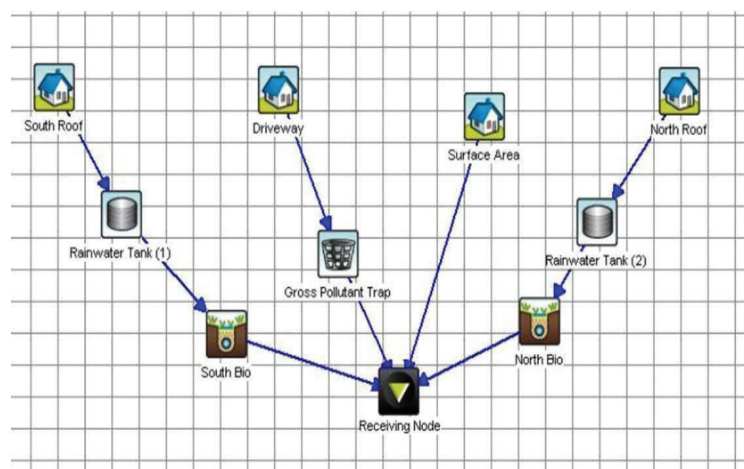 South Roof
Driveway
Surface Area
North Roof
Rainwater Tank (1)
Gross Pollutant Trap
Rainwater Tank (2)
South Bio
North Bio
Receiving Node